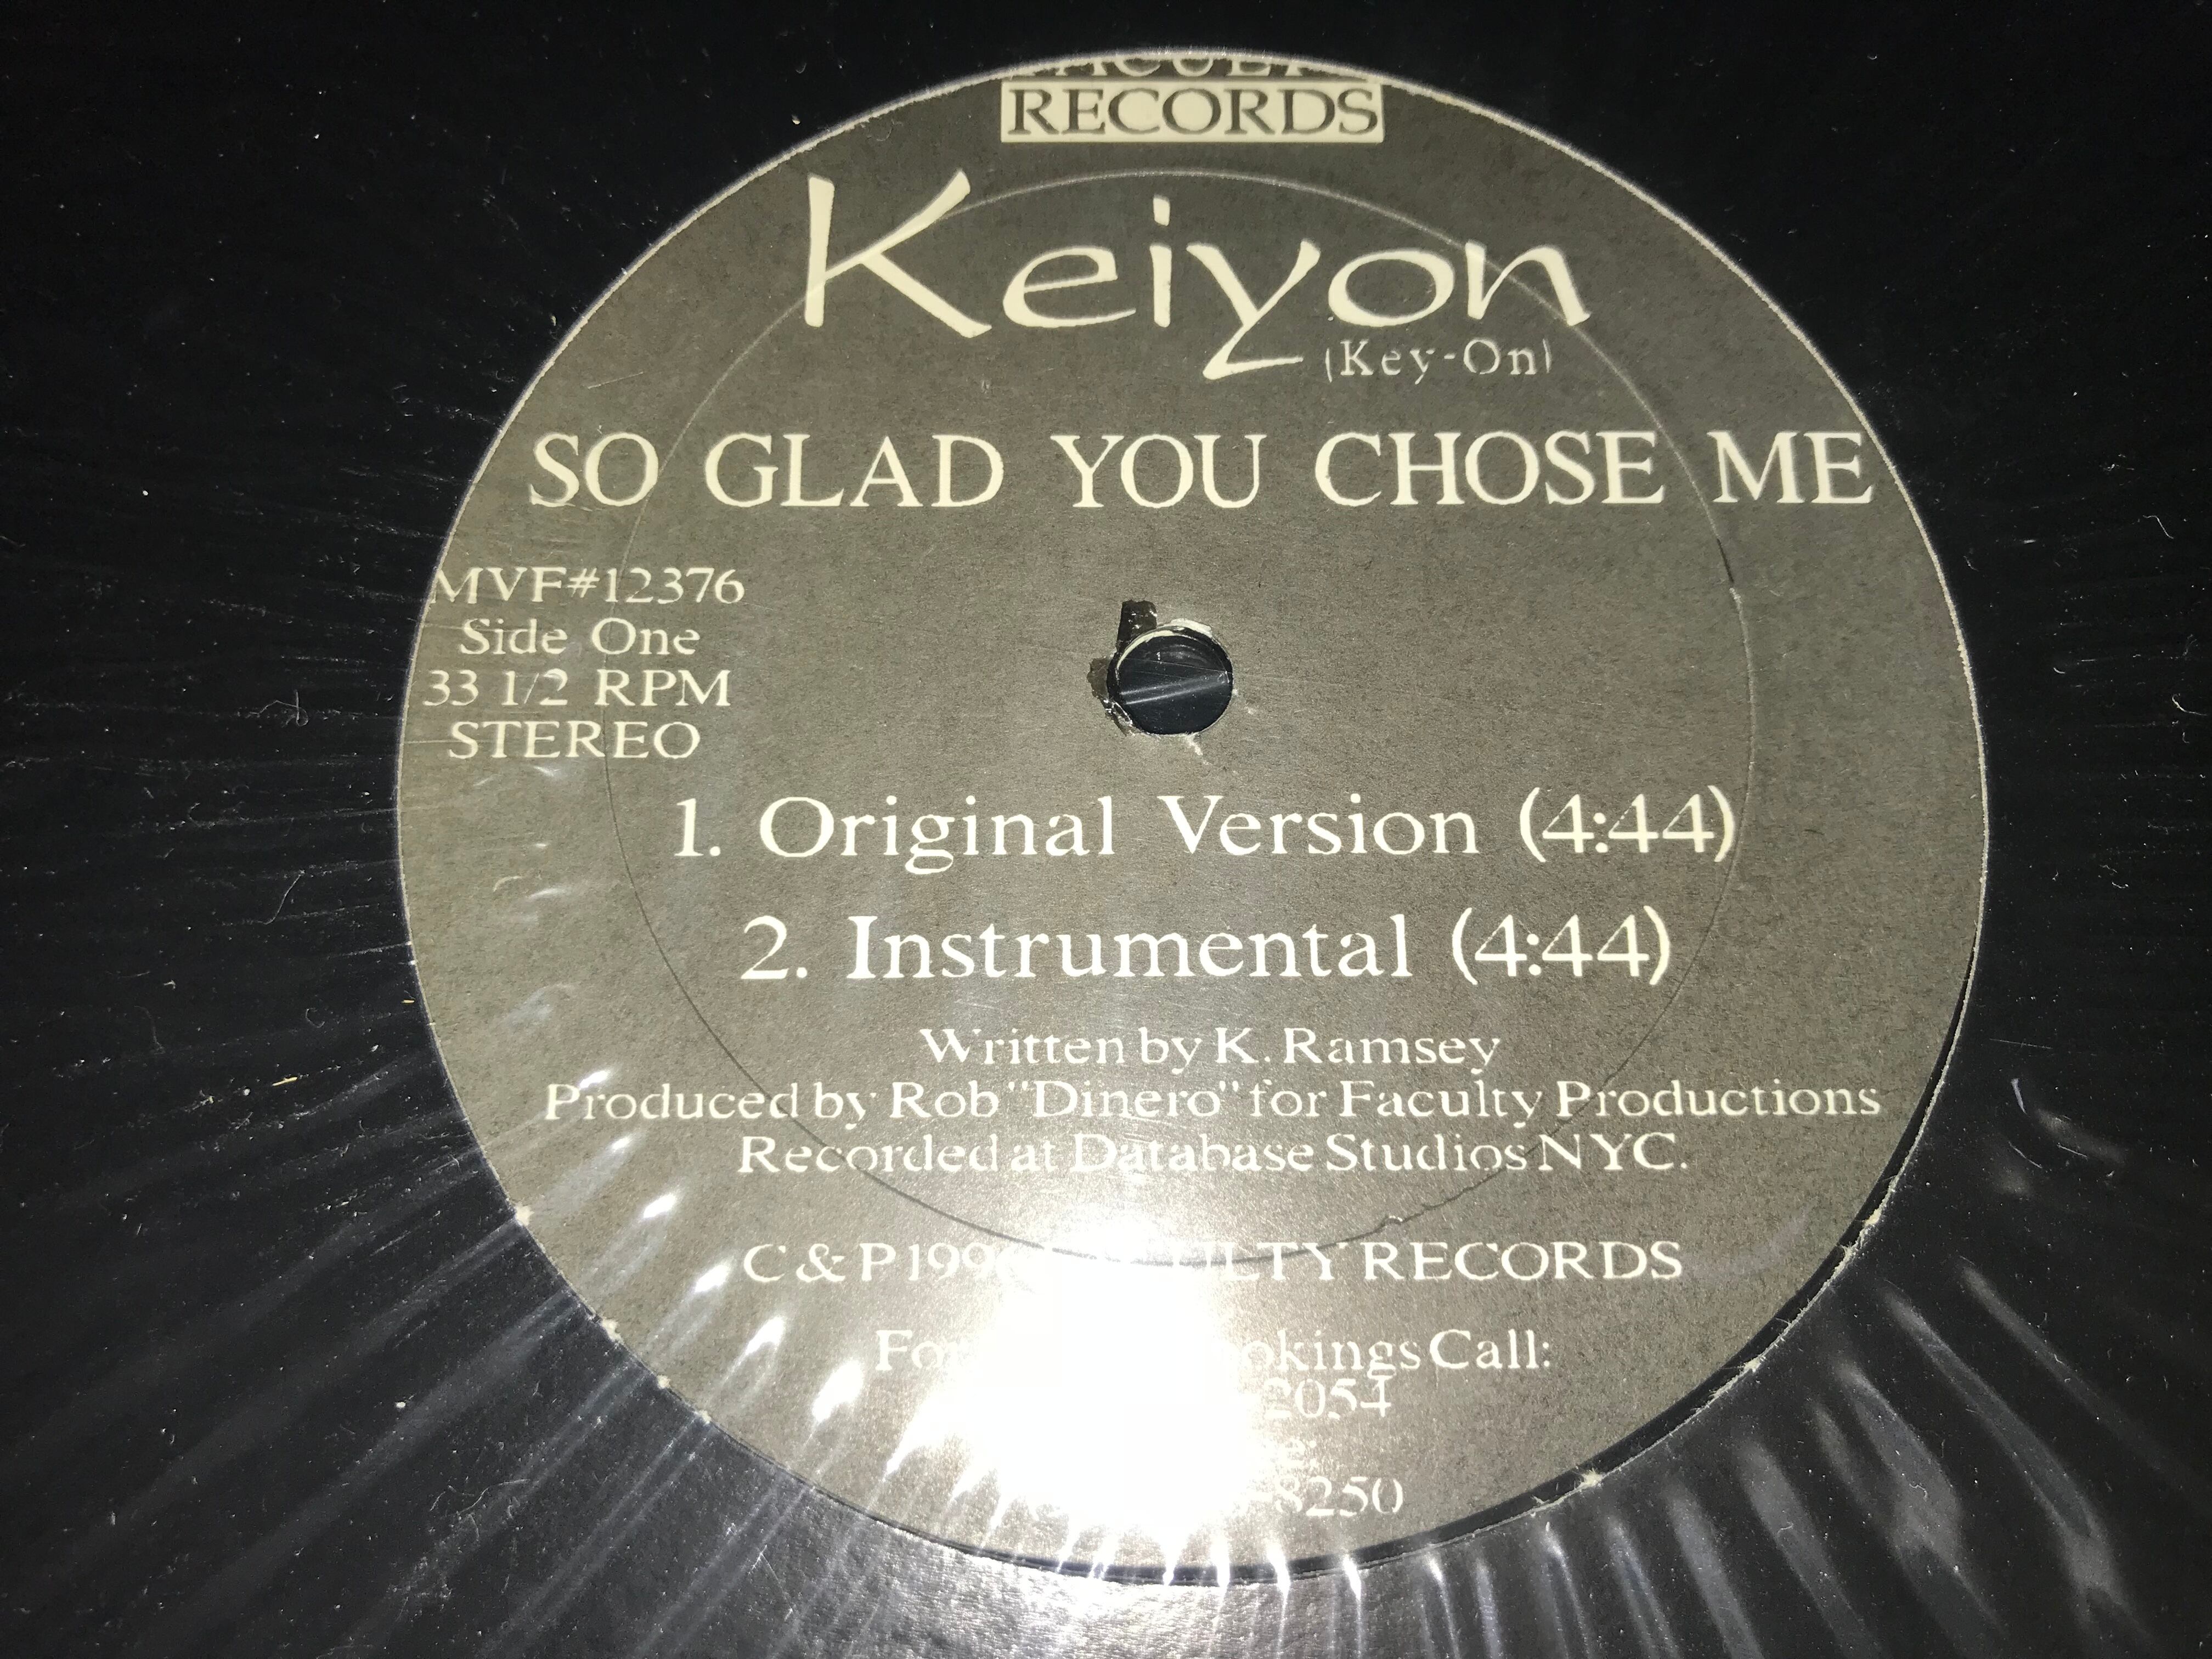 RECORDS
Keiyon
(Key-On)
SO GLAD YOU CHOSE ME
MVF#12376
Side One
33 1/2 RPM
STEREO
1. Original Version (4:44)
2. Instrumental (4:44)
Written by K. Ramsey
Produced by Rob "Dinero" for Faculty Productions
Recorded at Database Studios NYC.
C & P RECORDS
Call: